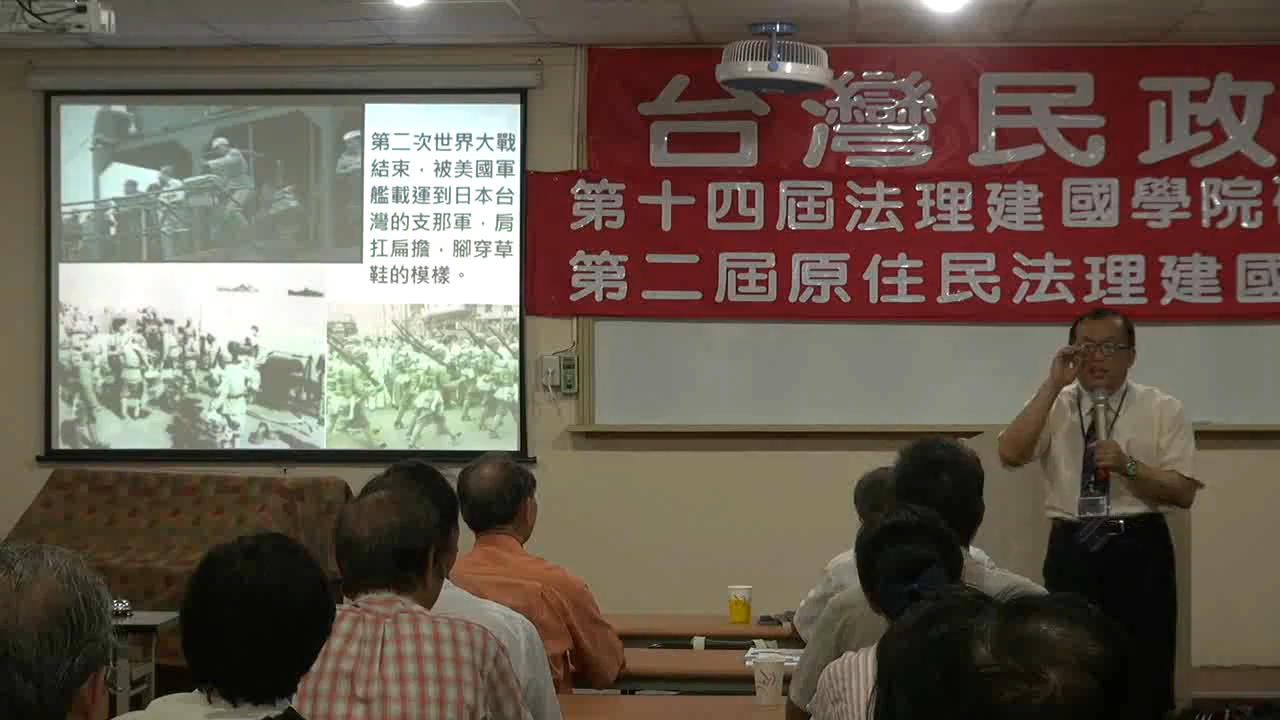 第二次世界大戰
結束，被美國軍
艦載運到日本台
灣的支那軍，肩
扛扁擔，腳穿草
鞋的模樣。
台灣民政
第十四屆法理建國學院
第二屆原住民法理建國